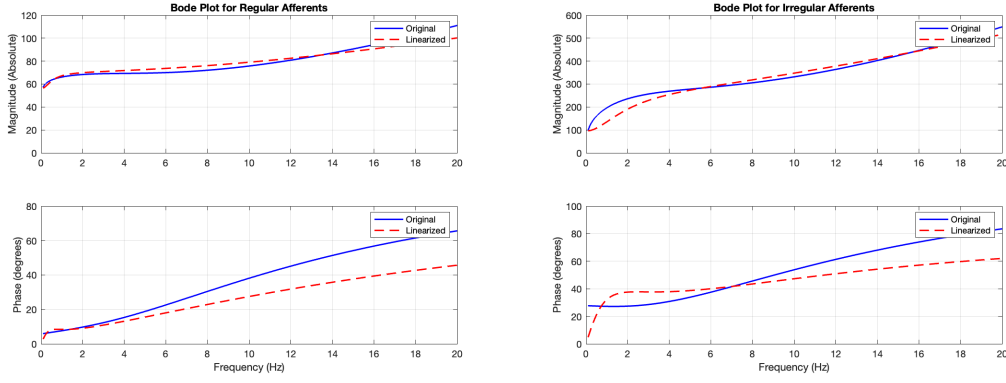 Bode Plot for Regular Afferents
Magnitude (Absolute)
120
100
80
60
40
20
0
0 2 4 6 8 10 12 14 16 18 20
Original
Linearized
Phase (degrees)
80
60
40
20
0
0 2 4 6 8 10 12 14 16 18 20
Frequency (Hz)
Original
Linearized
Bode Plot for Irregular Afferents
Magnitude (Absolute)
600
500
400
300
200
100
0
0 2 4 6 8 10 12 14 16 18 20
Original
Linearized
Phase (degrees)
100
80
60
40
20
0
0 2 4 6 8 10 12 14 16 18 20
Frequency (Hz)
Original
Linearized